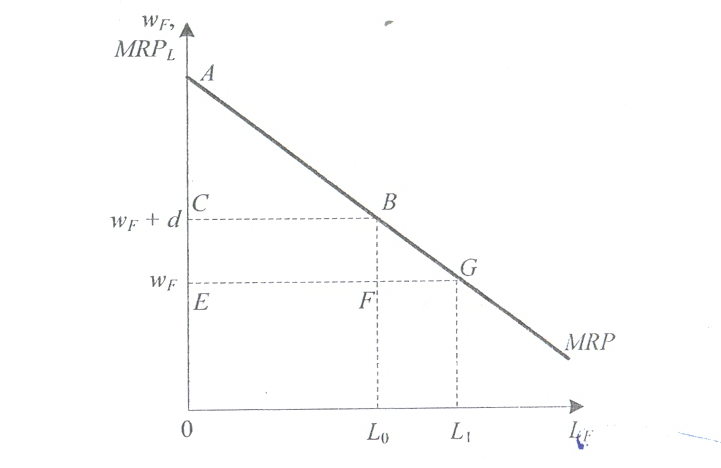 w_F,
MRP_L
A
C
B
w_F + d
G
w_F
E
F
MRP
0
L_0
L_1
L_F